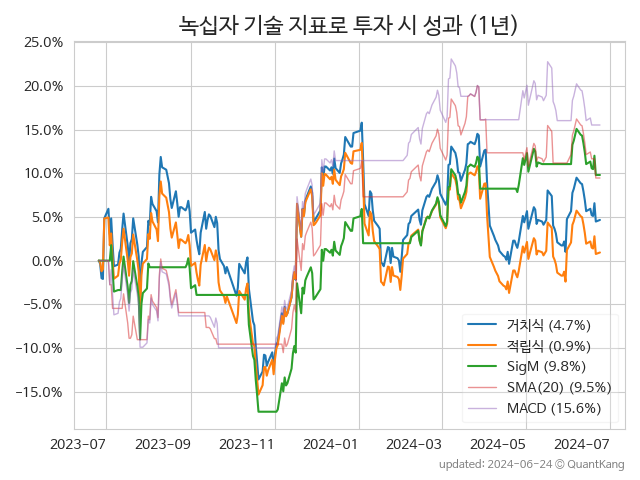 녹십자 기술 지표로 투자 시 성과 (1년)
25.0%
20.0%
15.0%
10.0%
5.0%
0.0%
−5.0%
−10.0%
−15.0%
거치식 (4.7%)
적립식 (0.9%)
SigM (9.8%)
SMA(20) (9.5%)
MACD (15.6%)
2023-07 2023-09 2023-11 2024-01 2024-03 2024-05 2024-07
updated: 2024-06-24 ⓒ QuantKang